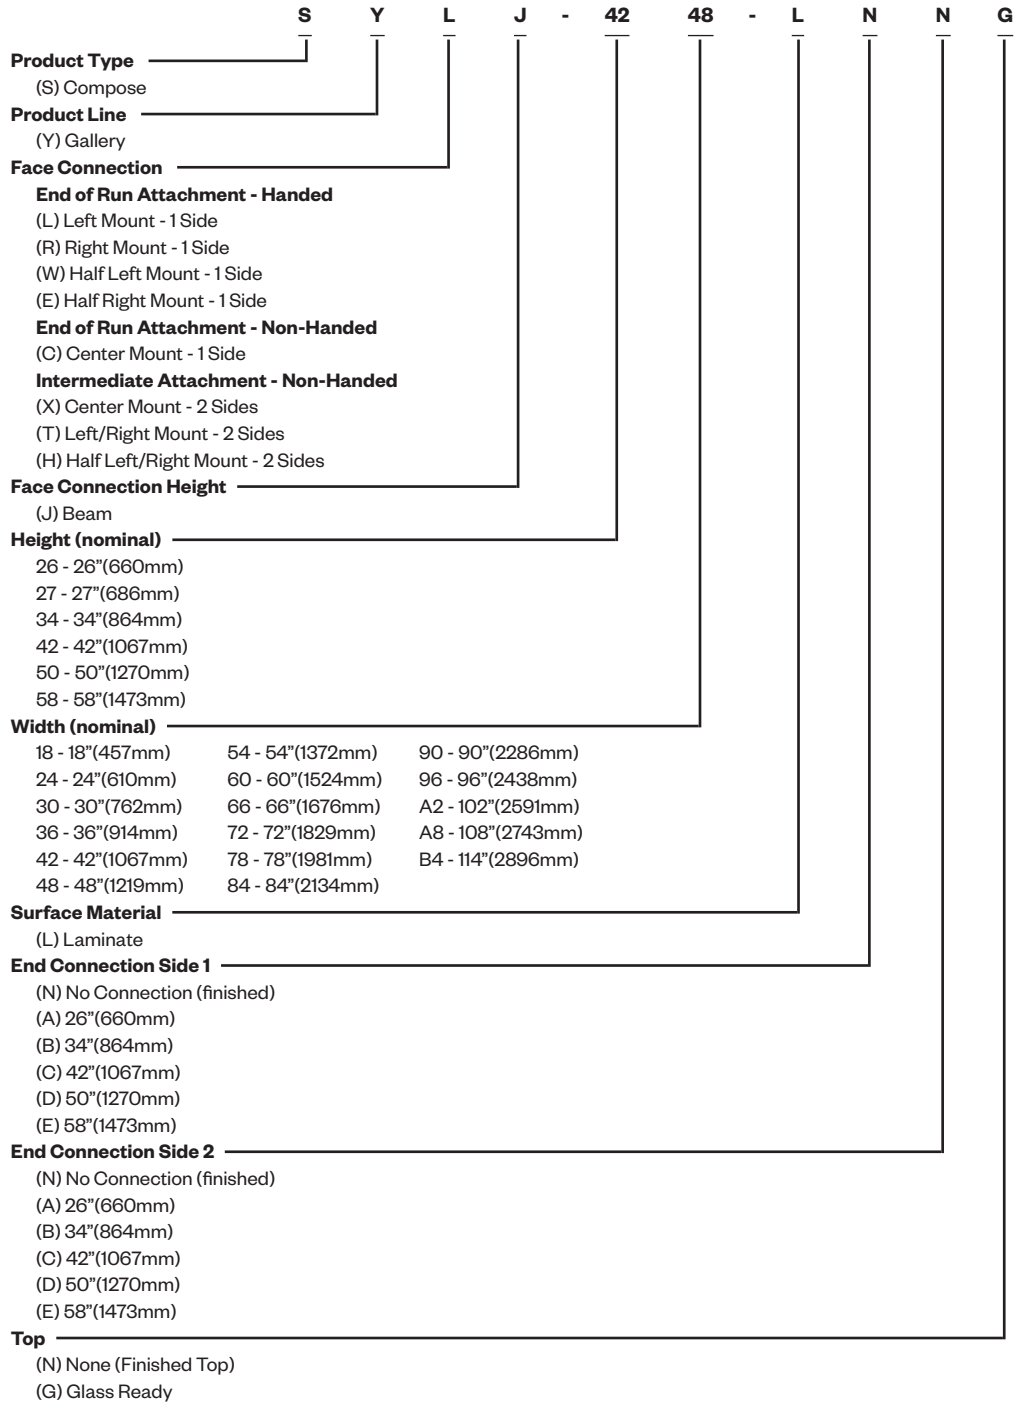 S Y L J - 42 48 - L N N G
Product Type
(S) Compose
Product Line
(Y) Gallery
Face Connection
End of Run Attachment - Handed
(L) Left Mount - 1 Side
(R) Right Mount - 1 Side
(W) Half Left Mount - 1 Side
(E) Half Right Mount - 1 Side
End of Run Attachment - Non-Handed
(C) Center Mount - 1 Side
Intermediate Attachment - Non-Handed
(X) Center Mount - 2 Sides
(T) Left/Right Mount - 2 Sides
(H) Half Left/Right Mount - 2 Sides
Face Connection Height
(J) Beam
Height (nominal)
26 - 26”(660mm)
27 - 27”(686mm)
34 - 34”(864mm)
42 - 42”(1067mm)
50 - 50”(1270mm)
58 - 58”(1473mm)
Width (nominal)
18 - 18”(457mm) 54 - 54”(1372mm) 90 - 90”(2286mm)
24 - 24”(610mm) 60 - 60”(1524mm) 96 - 96”(2438mm)
30 - 30”(762mm) 66 - 66”(1676mm) A2 - 102”(2591mm)
36 - 36”(914mm) 72 - 72”(1829mm) A8 - 108”(2743mm)
42 - 42”(1067mm) 78 - 78”(1981mm) B4 - 114”(2896mm)
48 - 48”(1219mm) 84 - 84”(2134mm)
Surface Material
(L) Laminate
End Connection Side 1
(N) No Connection (finished)
(A) 26”(660mm)
(B) 34”(864mm)
(C) 42”(1067mm)
(D) 50”(1270mm)
(E) 58”(1473mm)
End Connection Side 2
(N) No Connection (finished)
(A) 26”(660mm)
(B) 34”(864mm)
(C) 42”(1067mm)
(D) 50”(1270mm)
(E) 58”(1473mm)
Top
(N) None (Finished Top)
(G) Glass Ready